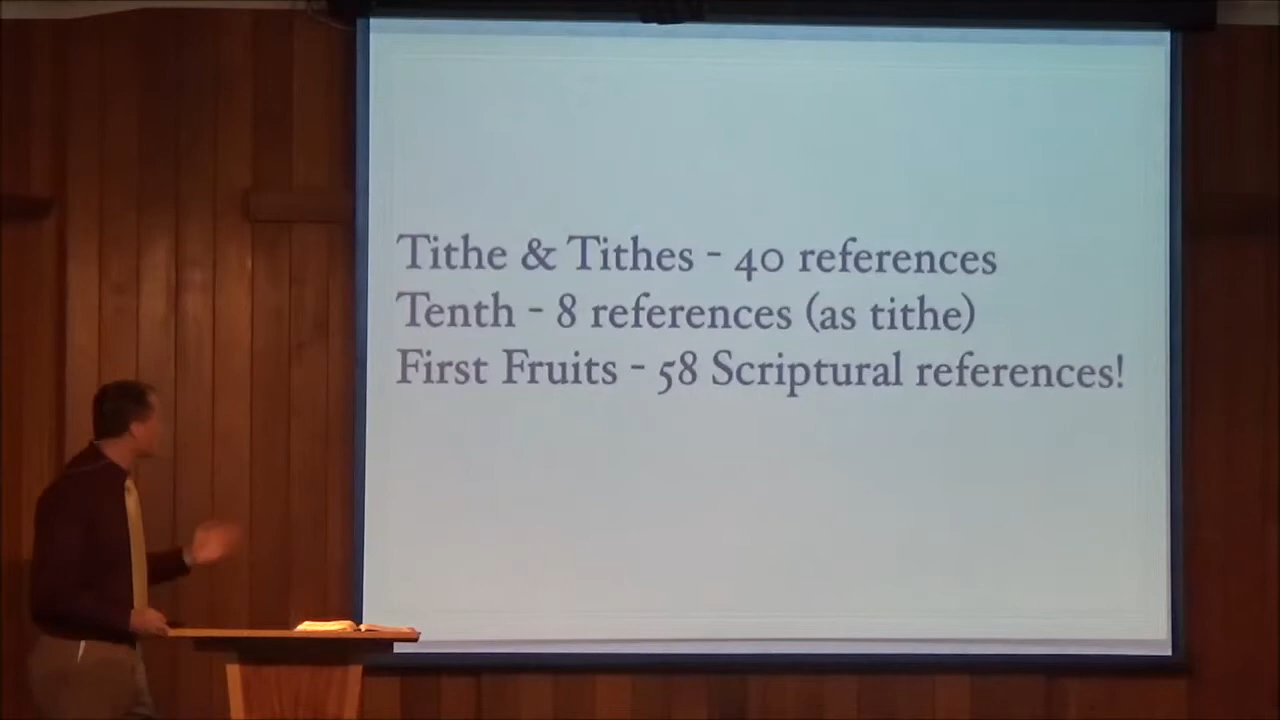 Tithe & Tithes - 40 references
Tenth - 8 references (as tithe)
First Fruits - 58 Scriptural references!